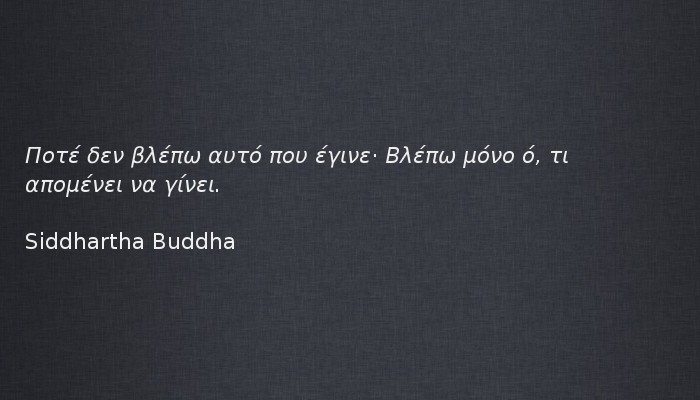 Ποτέ δεν βλέπω αυτό που έγινε· Βλέπω μόνο ό, τι
απομένει να γίνει.
Siddhartha Buddha